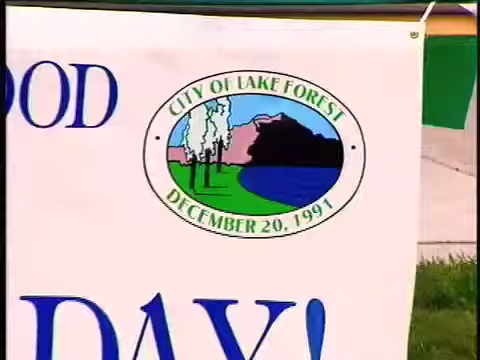 OOD
CITY OF LAKE FOREST
DECEMBER 20, 1991
DAY!